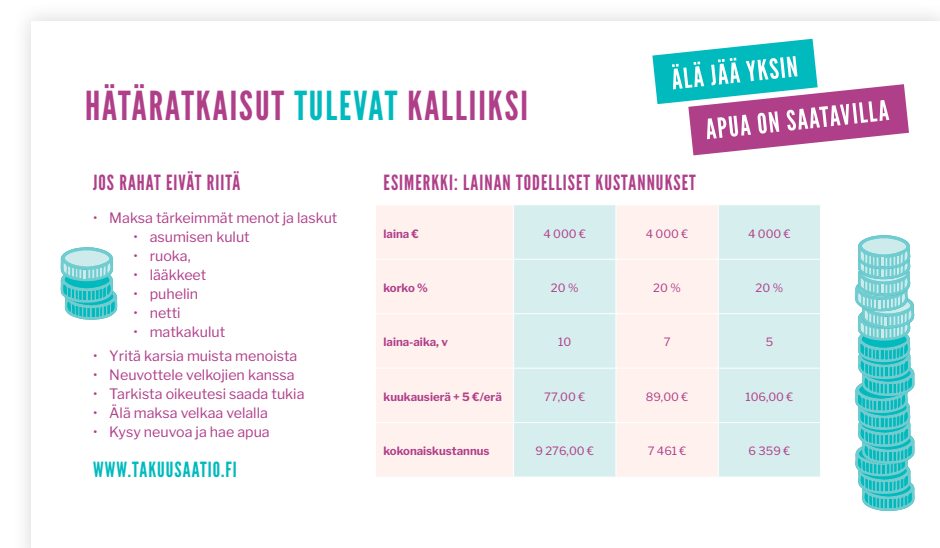 ÄLÄ JÄÄ YKSIN
APUA ON SAATAVILLA
HÄTÄRATKAISUT TULEVAT KALLIIKSI
JOS RAHAT EIVÄT RIITÄ
• Maksa tärkeimmät menot ja laskut
• asumisen kulut
• ruoka,
• lääkkeet
• puhelin
• netti
• matkakulut
• Yritä karsia muista menoista
• Neuvottele velkojien kanssa
• Tarkista oikeutesi saada tukia
• Älä maksa velkaa velalla
• Kysy neuvoa ja hae apua
WWW.TAKUUSAATIO.FI
ESIMERKKI: LAINAN TODELLISET KUSTANNUKSET
laina € 4 000 € 4 000 € 4 000 €
korko % 20 % 20 % 20 %
laina-aika, v 10 7 5
kuukausierä + 5 €/erä 77,00 € 89,00 € 106,00 €
kokonaiskustannus 9 276,00 € 7 461 € 6 359 €